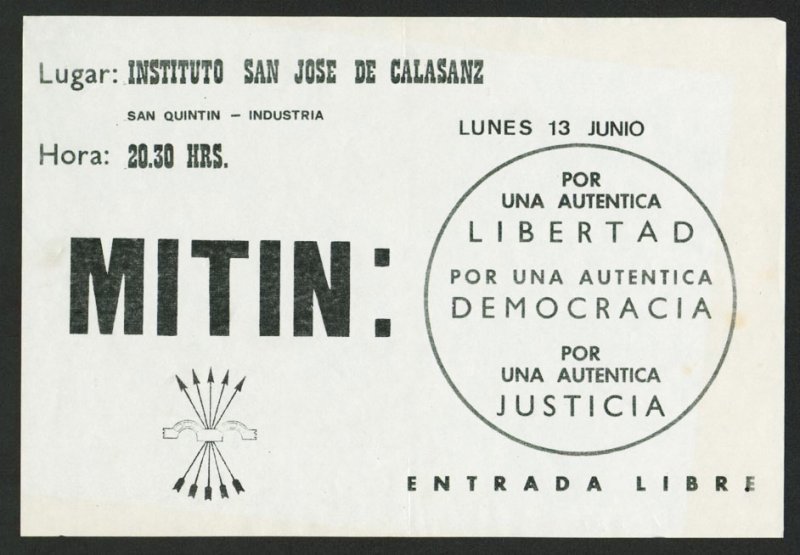 Lugar: INSTITUTO SAN JOSE DE CALASANZ
SAN QUINTIN – INDUSTRIA
Hora: 20.30 HRS.
MITIN:
LUNES 13 JUNIO
POR
UNA AUTENTICA
LIBERTAD
POR UNA AUTENTICA
DEMOCRACIA
POR
UNA AUTENTICA
JUSTICIA
ENTRADA LIBRE